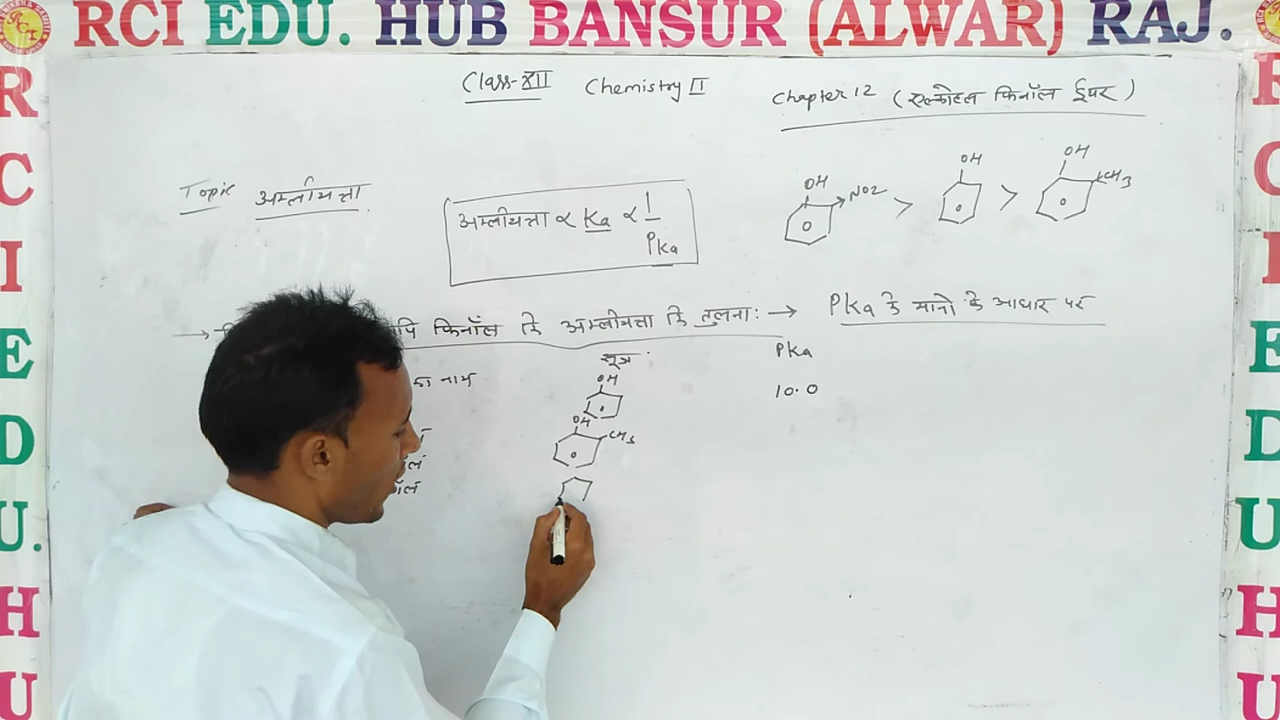 RCI EDU. HUB BANSUR (ALWAR) RAJ.
Class-XII Chemistry II Chapter 12 (एल्कोहल फिनॉल ईथर)
Topic अम्लीयता
अम्लीयता ∝ Ka ∝ 1/PKa
OH NO2 > OH > OH CH3
फिनॉल कि अम्लीयता कि तुलना: → PKa के मानो के आधार पर
नाम सूत्र PKa
OH 10.0
OH CH3
R
C
I
E
D
U.
H
U
R
C
I
E
D
U
H
U